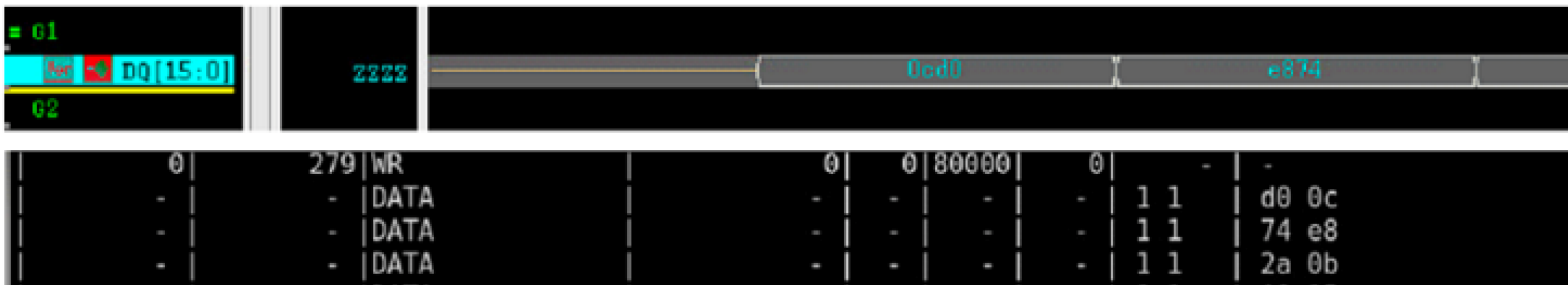 G1
DQ[15:0] zzzz 0cd0 e874
G2
| 0| 279|WR | 0| 0|80000| 0| - | -
| - | - |DATA | - | - | - | - | 1 1 | d0 0c
| - | - |DATA | - | - | - | - | 1 1 | 74 e8
| - | - |DATA | - | - | - | - | 1 1 | 2a 0b